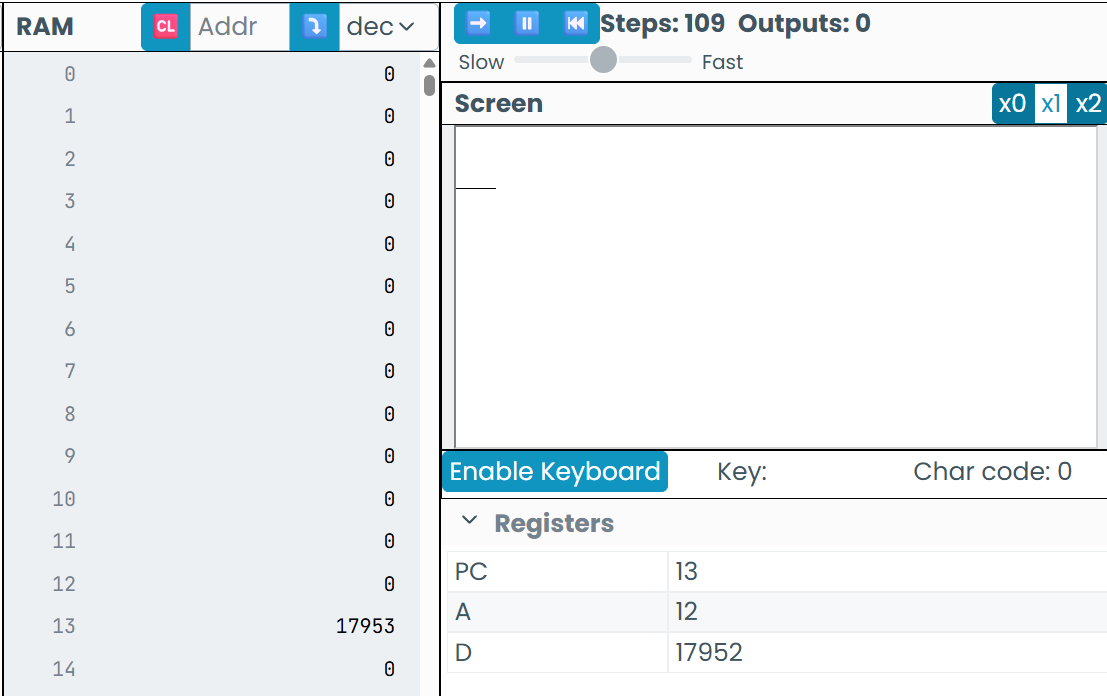 RAM CL Addr dec
0 0
1 0
2 0
3 0
4 0
5 0
6 0
7 0
8 0
9 0
10 0
11 0
12 0
13 17953
14 0
Steps: 109 Outputs: 0
Slow Fast
Screen x0 x1 x2
Enable Keyboard Key: Char code: 0
Registers
PC 13
A 12
D 17952